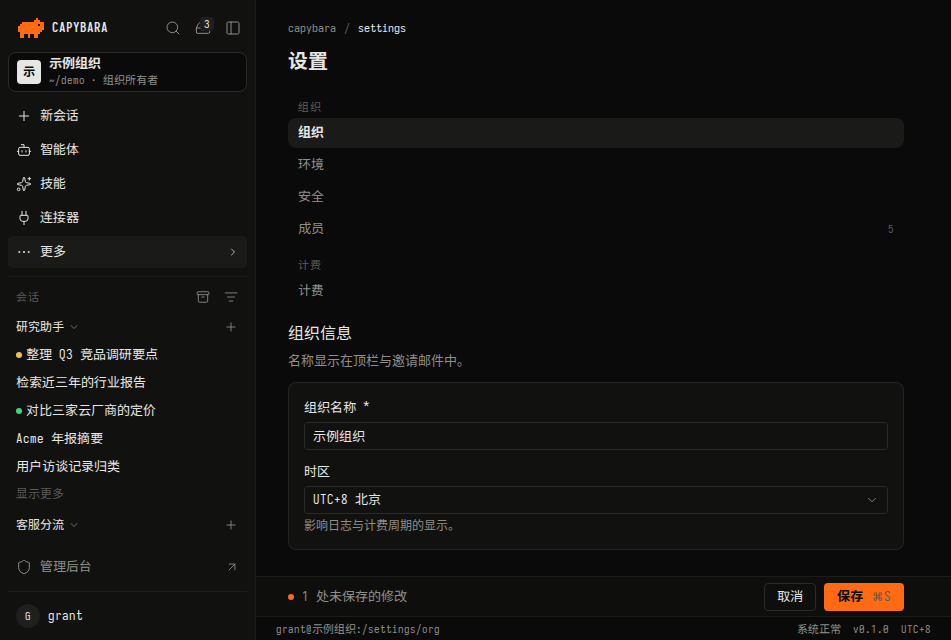 CAPYBARA
3
示 示例组织
~/demo · 组织所有者
新会话
智能体
技能
连接器
更多
会话
研究助手
整理 Q3 竞品调研要点
检索近三年的行业报告
对比三家云厂商的定价
Acme 年报摘要
用户访谈记录归类
显示更多
客服分流
管理后台
G grant
capybara / settings
设置
组织
组织
环境
安全
成员 5
计费
计费
组织信息
名称显示在顶栏与邀请邮件中。
组织名称 *
示例组织
时区
UTC+8 北京
影响日志与计费周期的显示。
1 处未保存的修改
取消
保存 ⌘S
grant@示例组织:/settings/org
系统正常 v0.1.0 UTC+8